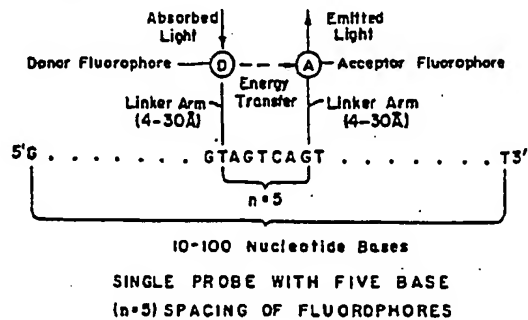 Absorbed Light
Emitted Light
Donor Fluorophore
D
A
Acceptor Fluorophore
Energy Transfer
Linker Arm (4-30Å)
Linker Arm (4-30Å)
5'G . . . . . . . . GTAGTCAGT . . . . . . . . T3'
n=5
10-100 Nucleotide Bases
SINGLE PROBE WITH FIVE BASE
(n=5) SPACING OF FLUOROPHORES